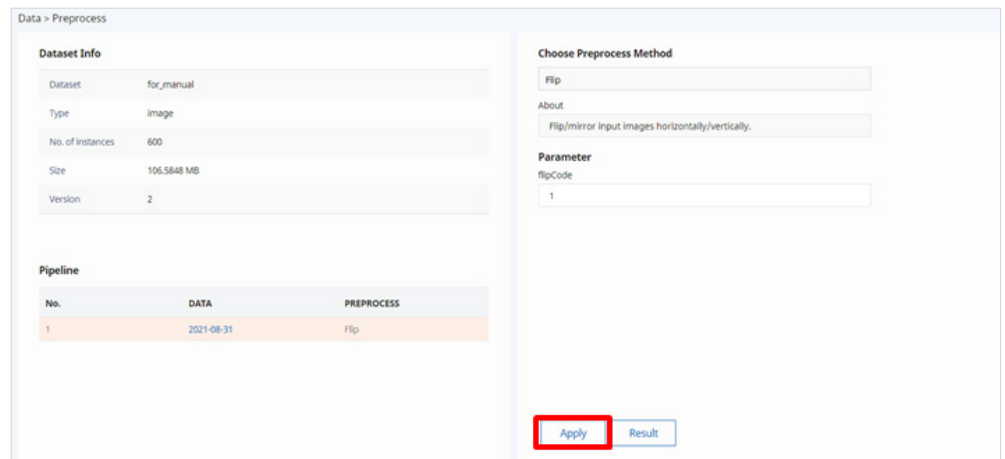 Data > Preprocess
Dataset Info
Dataset for_manual
Type image
No. of instances 600
Size 106.5848 MB
Version 2
Pipeline
No. DATA PREPROCESS
1 2021-08-31 Flip
Choose Preprocess Method
Flip
About
Flip/mirror input images horizontally/vertically.
Parameter
flipCode
1
Apply Result